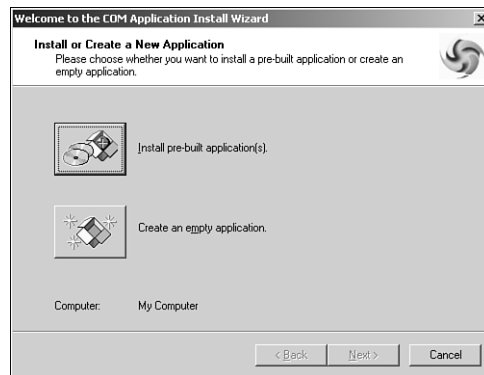 Welcome to the COM Application Install Wizard
Install or Create a New Application
Please choose whether you want to install a pre-built application or create an
empty application.
Install pre-built application(s).
Create an empty application.
Computer: My Computer
< Back Next > Cancel